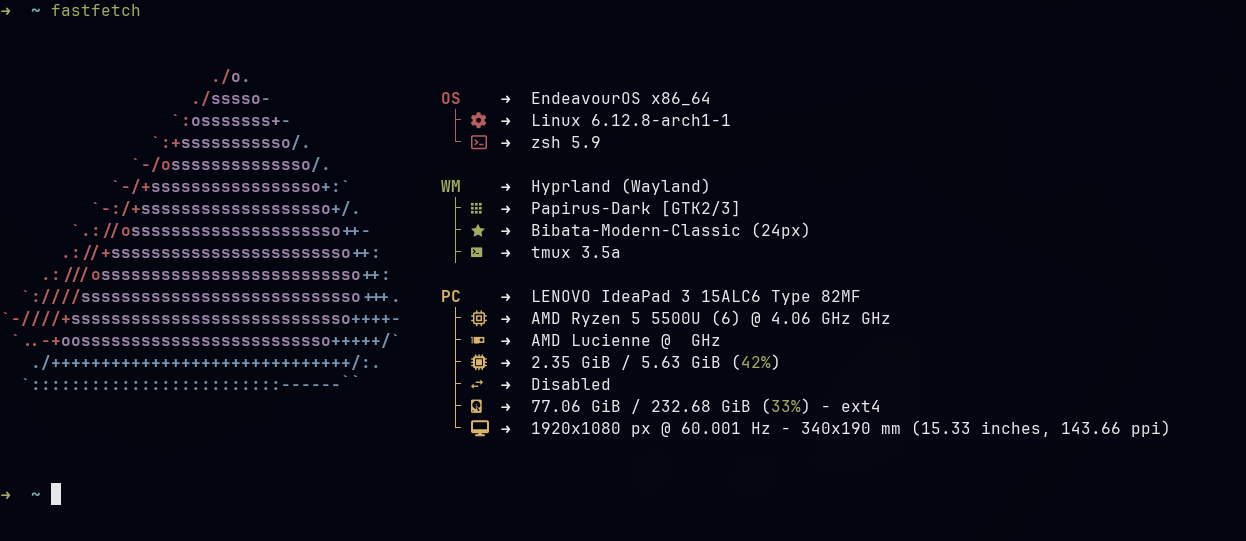 → ~ fastfetch
./o.
./sssso-
`:osssssss+-
`:+sssssssssso/.
`-/ossssssssssssso/.
`-/+sssssssssssssssso+:`
`-:/+sssssssssssssssssso+/.
`.://osssssssssssssssssssso++-
.://+ssssssssssssssssssssssso++:
.:///ossssssssssssssssssssssssso++:
`:////ssssssssssssssssssssssssssso+++.
`-////+ssssssssssssssssssssssssssso++++-
`..-+oosssssssssssssssssssssssso+++++/`
./++++++++++++++++++++++++++++++/:.
`:::::::::::::::::::::::::------``
OS → EndeavourOS x86_64
→ Linux 6.12.8-arch1-1
→ zsh 5.9
WM → Hyprland (Wayland)
→ Papirus-Dark [GTK2/3]
→ Bibata-Modern-Classic (24px)
→ tmux 3.5a
PC → LENOVO IdeaPad 3 15ALC6 Type 82MF
→ AMD Ryzen 5 5500U (6) @ 4.06 GHz GHz
→ AMD Lucienne @  GHz
→ 2.35 GiB / 5.63 GiB (42%)
→ Disabled
→ 77.06 GiB / 232.68 GiB (33%) - ext4
→ 1920x1080 px @ 60.001 Hz - 340x190 mm (15.33 inches, 143.66 ppi)
→ ~